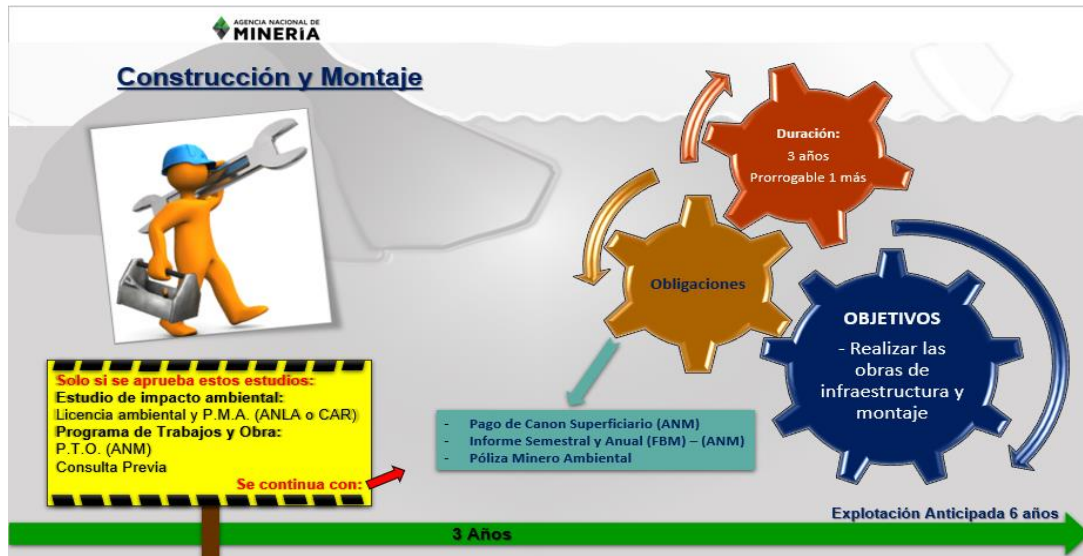 AGENCIA NACIONAL DE
MINERÍA
Construcción y Montaje
Duración:
3 años
Prorrogable 1 más
Obligaciones
OBJETIVOS
- Realizar las
obras de
infraestructura y
montaje
Solo si se aprueba estos estudios:
Estudio de impacto ambiental:
Licencia ambiental y P.M.A. (ANLA o CAR)
Programa de Trabajos y Obra:
P.T.O. (ANM)
Consulta Previa
Se continua con:
- Pago de Canon Superficiario (ANM)
- Informe Semestral y Anual (FBM) – (ANM)
- Póliza Minero Ambiental
Explotación Anticipada 6 años
3 Años